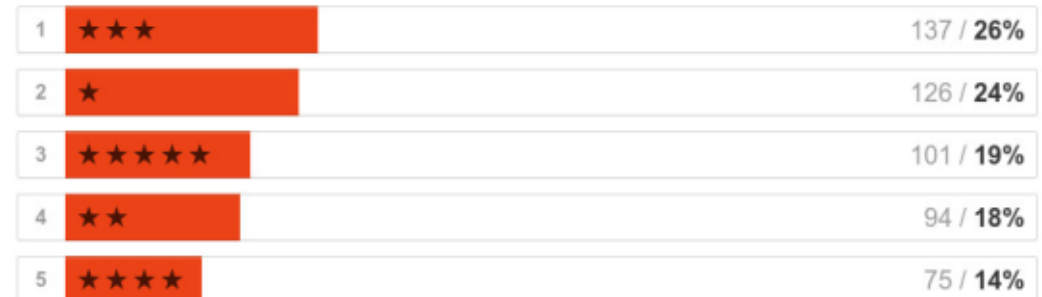 1 ★★★ 137 / 26%
2 ★ 126 / 24%
3 ★★★★★ 101 / 19%
4 ★★ 94 / 18%
5 ★★★★ 75 / 14%